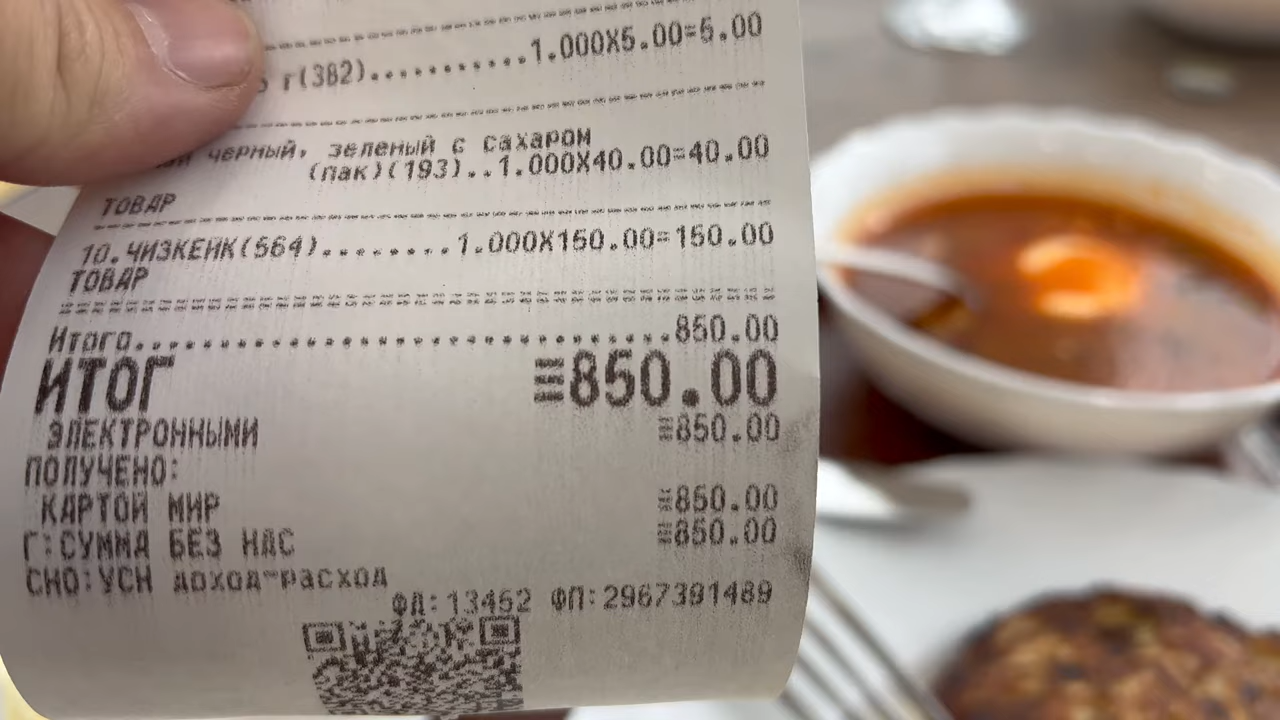 г(382)...........1.000X5.00=5.00
черный, зеленый с сахаром
(пак)(193)..1.000X40.00=40.00
ТОВАР
10.ЧИЗКЕЙК(564)........1.000X150.00=150.00
ТОВАР
Итого..............................850.00
ИТОГ ≡850.00
ЭЛЕКТРОННЫМИ ≡850.00
ПОЛУЧЕНО:
КАРТОЙ МИР ≡850.00
Г:СУММА БЕЗ НДС ≡850.00
СНО:УСН доход-расход
ФД:13452 ФП:2967391489